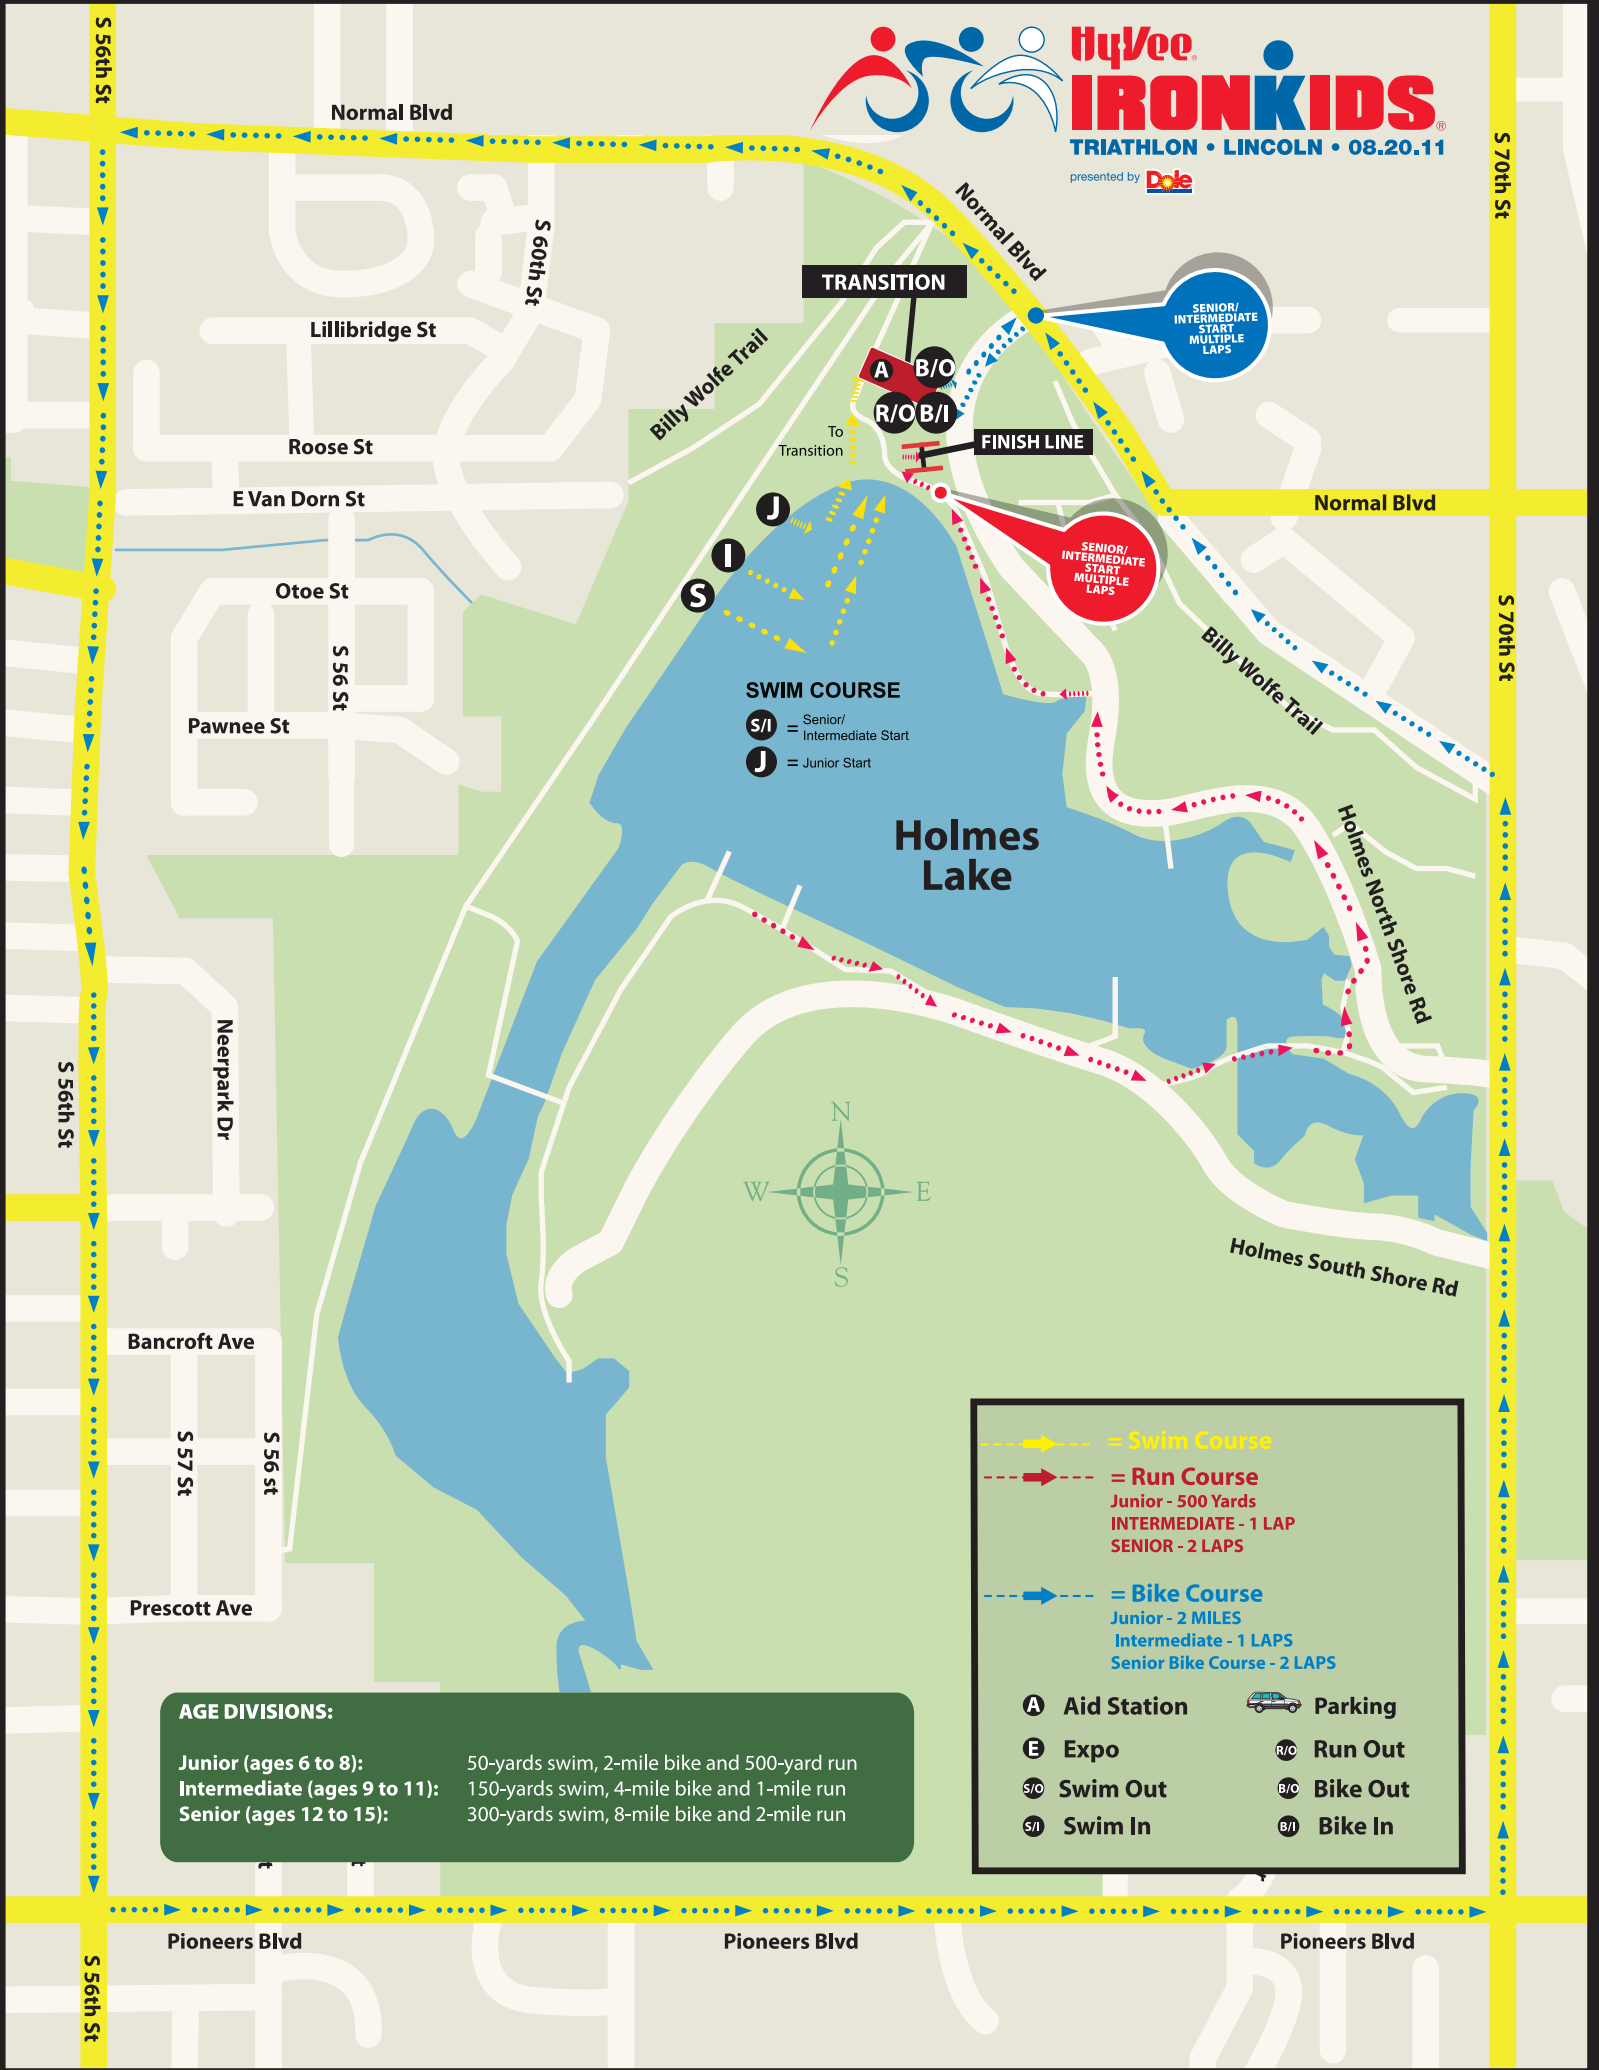 HyVee
IRONKIDS
TRIATHLON • LINCOLN • 08.20.11
presented by Dole
S 56th St
Normal Blvd
S 70th St
Normal Blvd
S 60th St
TRANSITION
SENIOR/
INTERMEDIATE
START
MULTIPLE
LAPS
Lillibridge St
Billy Wolfe Trail
A
B/O
R/O
B/I
To
Transition
FINISH LINE
Roose St
E Van Dorn St
Normal Blvd
J
I
S
SENIOR/
INTERMEDIATE
START
MULTIPLE
LAPS
Otoe St
S 56 St
S 70th St
Billy Wolfe Trail
Pawnee St
SWIM COURSE
S/I = Senior/
Intermediate Start
J = Junior Start
Holmes
Lake
Holmes North Shore Rd
Neerpark Dr
S 56th St
N
W
E
S
Holmes South Shore Rd
Bancroft Ave
S 57 St
S 56 st
Prescott Ave
= Swim Course
= Run Course
Junior - 500 Yards
INTERMEDIATE - 1 LAP
SENIOR - 2 LAPS
= Bike Course
Junior - 2 MILES
Intermediate - 1 LAPS
Senior Bike Course - 2 LAPS
A Aid Station
Parking
E Expo
R/O Run Out
S/O Swim Out
B/O Bike Out
S/I Swim In
B/I Bike In
AGE DIVISIONS:
Junior (ages 6 to 8): 50-yards swim, 2-mile bike and 500-yard run
Intermediate (ages 9 to 11): 150-yards swim, 4-mile bike and 1-mile run
Senior (ages 12 to 15): 300-yards swim, 8-mile bike and 2-mile run
Pioneers Blvd
Pioneers Blvd
Pioneers Blvd
S 56th St